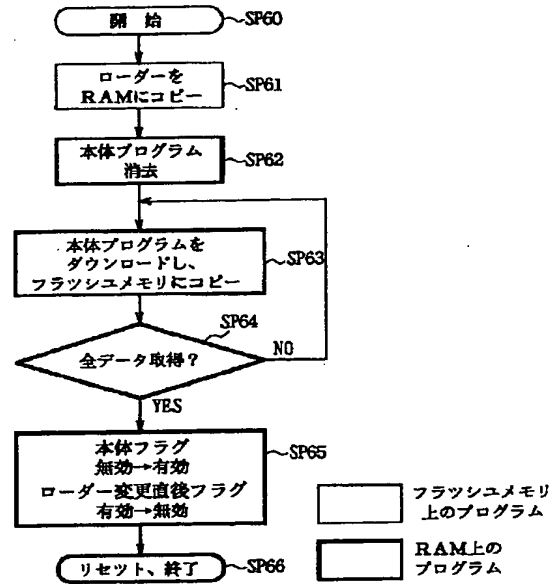 開 始
SP60
ローダーを
RAMにコピー
SP61
本体プログラム
消去
SP62
本体プログラムを
ダウンロードし、
フラツシユメモリにコピー
SP63
SP64
全データ取得？
NO
YES
本体フラグ
無効→有効
ローダー変更直後フラグ
有効→無効
SP65
リセツト、終了
SP66
フラツシユメモリ
上のプログラム
RAM上の
プログラム